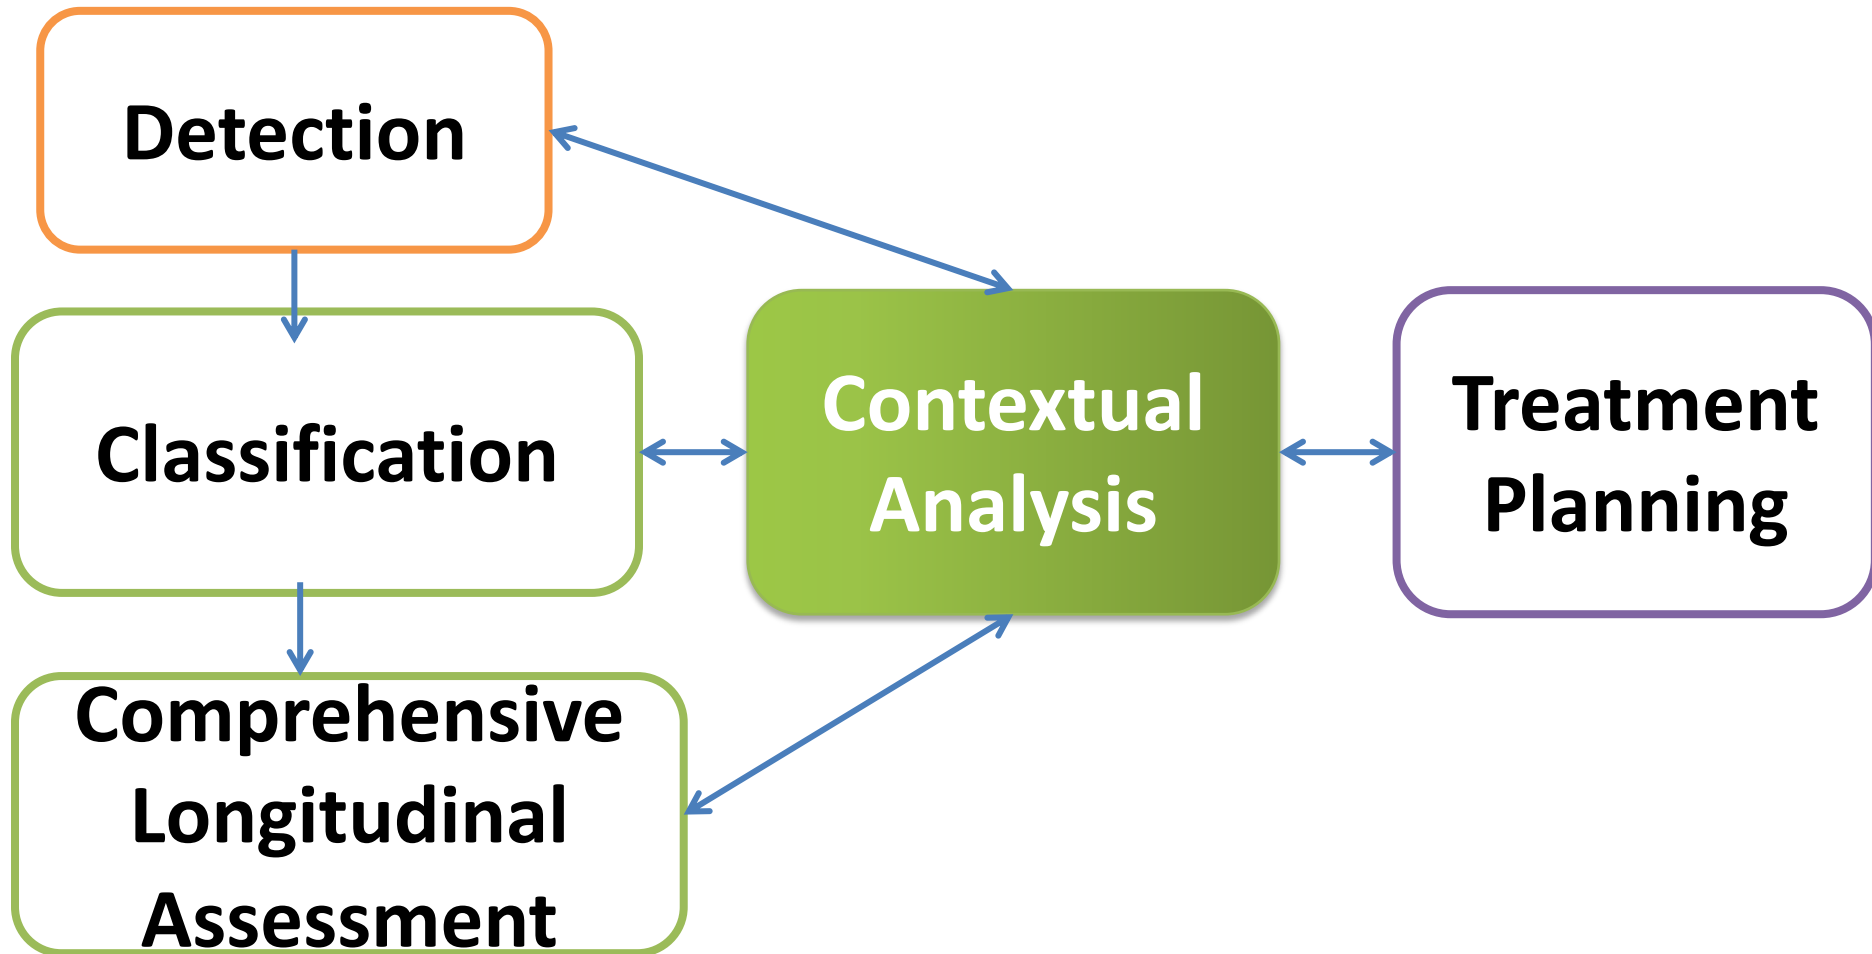 Detection
Classification
Comprehensive
Longitudinal
Assessment
Contextual
Analysis
Treatment
Planning